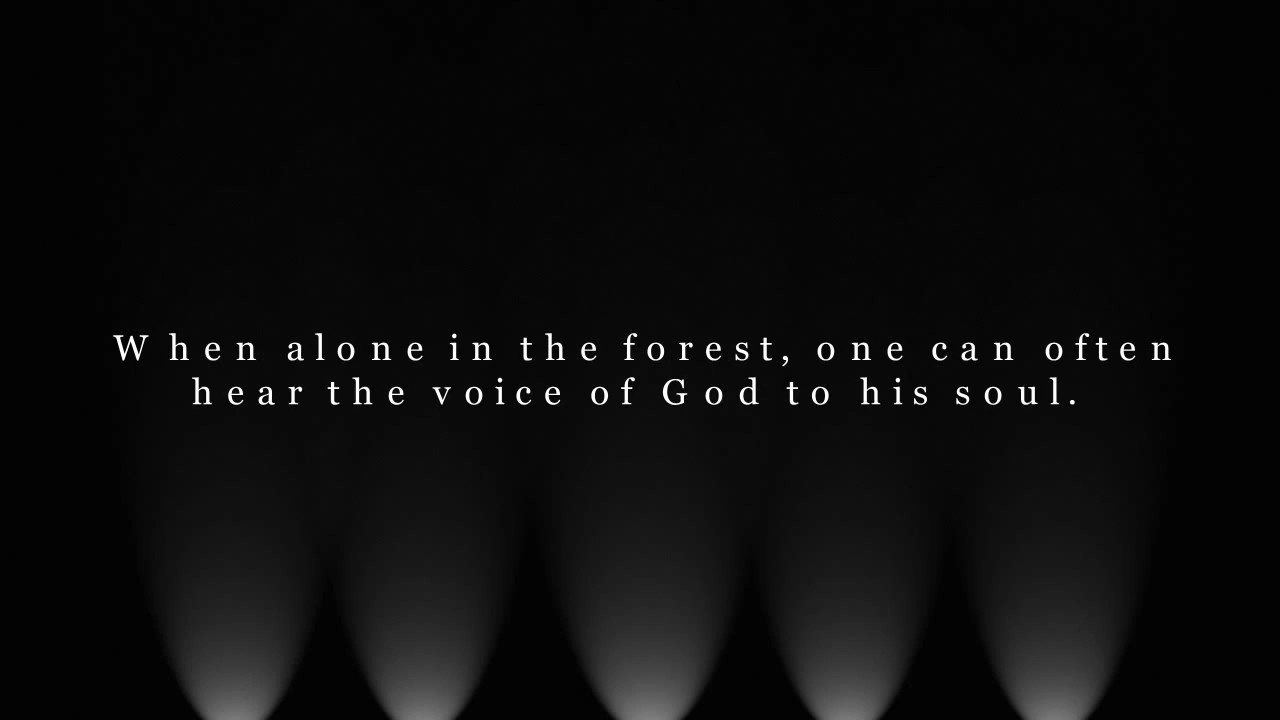 When alone in the forest, one can often
hear the voice of God to his soul.